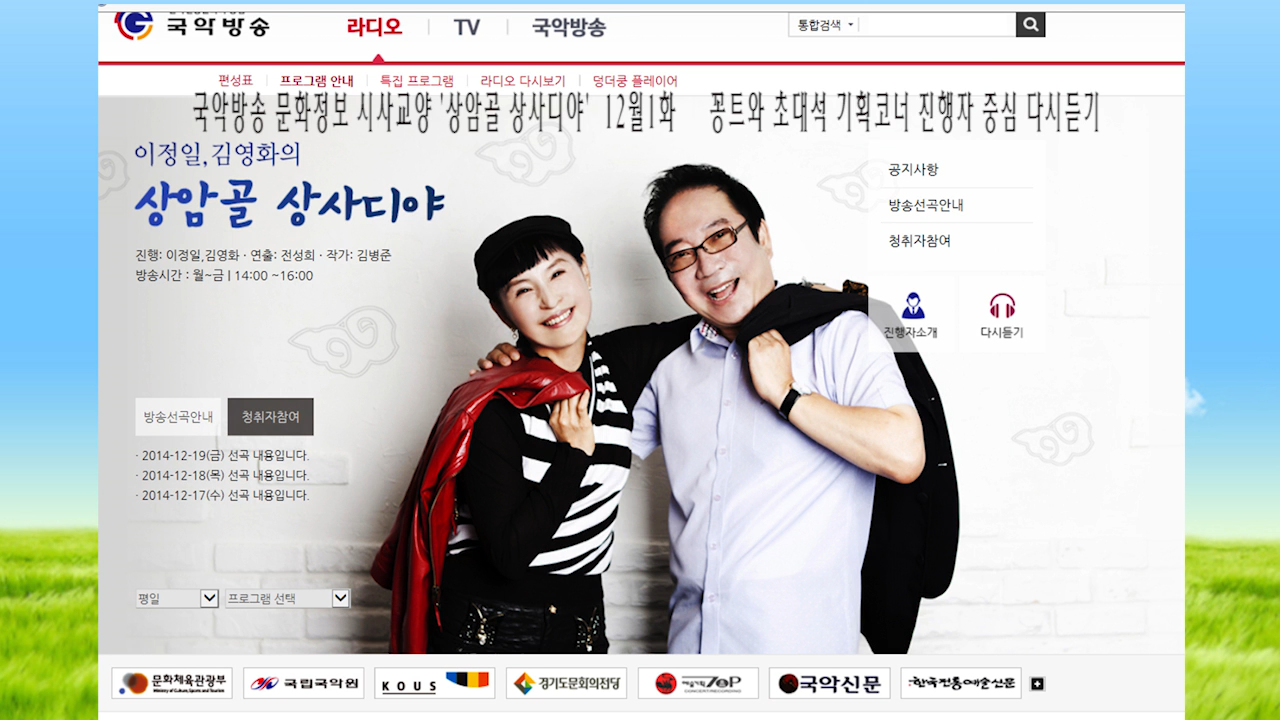 국악방송
라디오
TV
국악방송
통합검색
편성표
프로그램 안내
특집 프로그램
라디오 다시보기
덩더쿵 플레이어
국악방송 문화정보 시사교양 '상암골 상사디야' 12월1화 꽁트와 초대석 기획코너 진행자 중심 다시듣기
이정일,김영화의
상암골 상사디야
진행: 이정일,김영화 · 연출: 전성희 · 작가: 김병준
방송시간 : 월~금 | 14:00 ~16:00
공지사항
방송선곡안내
청취자참여
진행자소개
다시듣기
방송선곡안내
청취자참여
· 2014-12-19(금) 선곡 내용입니다.
· 2014-12-18(목) 선곡 내용입니다.
· 2014-12-17(수) 선곡 내용입니다.
평일
프로그램 선택
문화체육관광부
Ministry of Culture, Sports and Tourism
국립국악원
KOUS
경기도문화의전당
예술기획 TOP
국악신문
한국전통예술신문